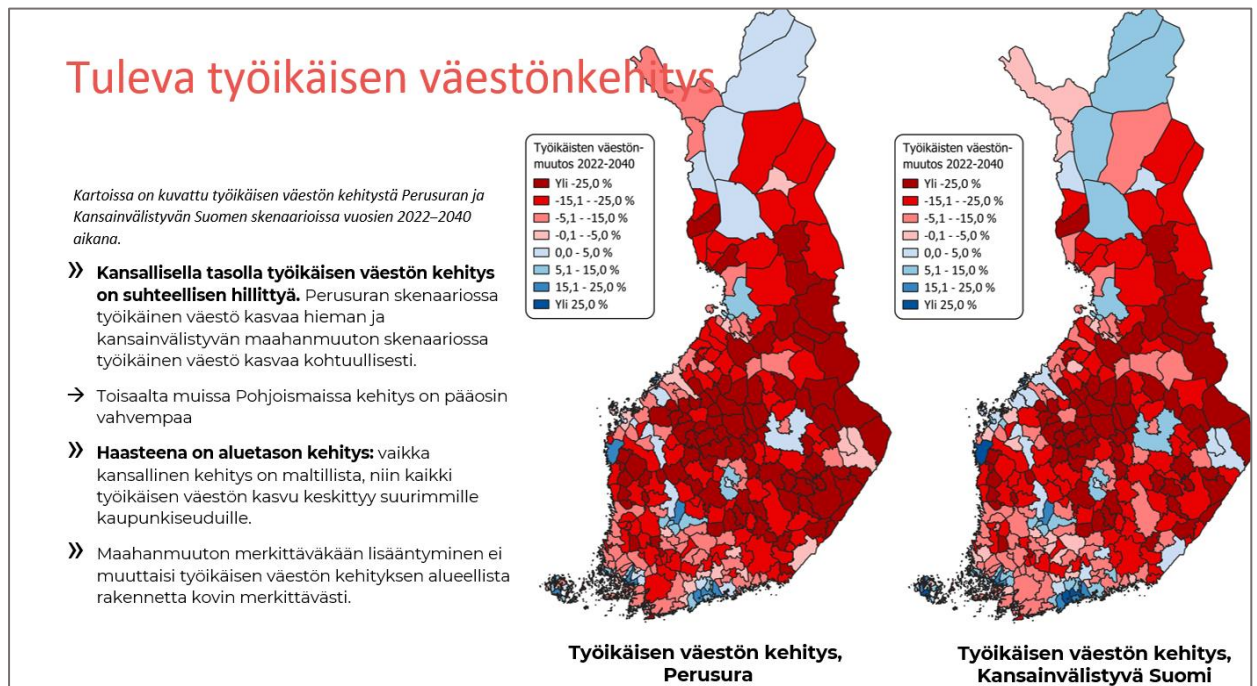 Tuleva työikäisen väestönkehitys
Kartoissa on kuvattu työikäisen väestön kehitystä Perusuran ja
Kansainvälistyvän Suomen skenaarioissa vuosien 2022–2040
aikana.
» Kansallisella tasolla työikäisen väestön kehitys
on suhteellisen hillittyä. Perusuran skenaariossa
työikäinen väestö kasvaa hieman ja
kansainvälistyvän maahanmuuton skenaariossa
työikäinen väestö kasvaa kohtuullisesti.
→ Toisaalta muissa Pohjoismaissa kehitys on pääosin
vahvempaa
» Haasteena on aluetason kehitys: vaikka
kansallinen kehitys on maltillista, niin kaikki
työikäisen väestön kasvu keskittyy suurimmille
kaupunkiseuduille.
» Maahanmuuton merkittäväkään lisääntyminen ei
muuttaisi työikäisen väestön kehityksen alueellista
rakennetta kovin merkittävästi.
Työikäisten väestön-
muutos 2022-2040
Yli -25,0 %
-15,1 - -25,0 %
-5,1 - -15,0 %
-0,1 - -5,0 %
0,0 - 5,0 %
5,1 - 15,0 %
15,1 - 25,0 %
Yli 25,0 %
Työikäisen väestön kehitys,
Perusura
Työikäisten väestön-
muutos 2022-2040
Yli -25,0 %
-15,1 - -25,0 %
-5,1 - -15,0 %
-0,1 - -5,0 %
0,0 - 5,0 %
5,1 - 15,0 %
15,1 - 25,0 %
Yli 25,0 %
Työikäisen väestön kehitys,
Kansainvälistyvä Suomi